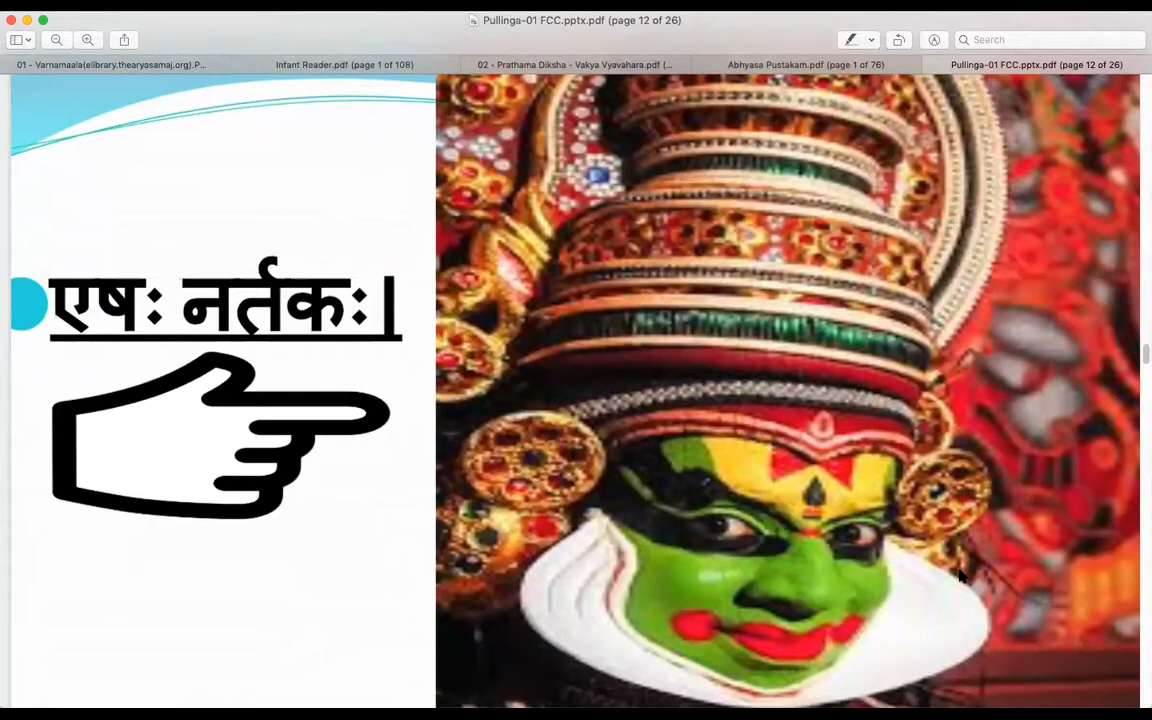 Pullinga-01 FCC.pptx.pdf (page 12 of 26)
Search
01 - Varnamaala(elibrary.thearyasamaj.org).P...
Infant Reader.pdf (page 1 of 108)
02 - Prathama Diksha - Vakya Vyavahara.pdf (...
Abhyasa Pustakam.pdf (page 1 of 76)
Pullinga-01 FCC.pptx.pdf (page 12 of 26)
एषः नर्तकः।